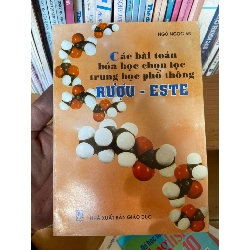 NGÔ NGỌC AN
Các bài toán
hóa học chọn lọc
trung học phổ thông
RƯỢU - ESTE
NHÀ XUẤT BẢN GIÁO DỤC